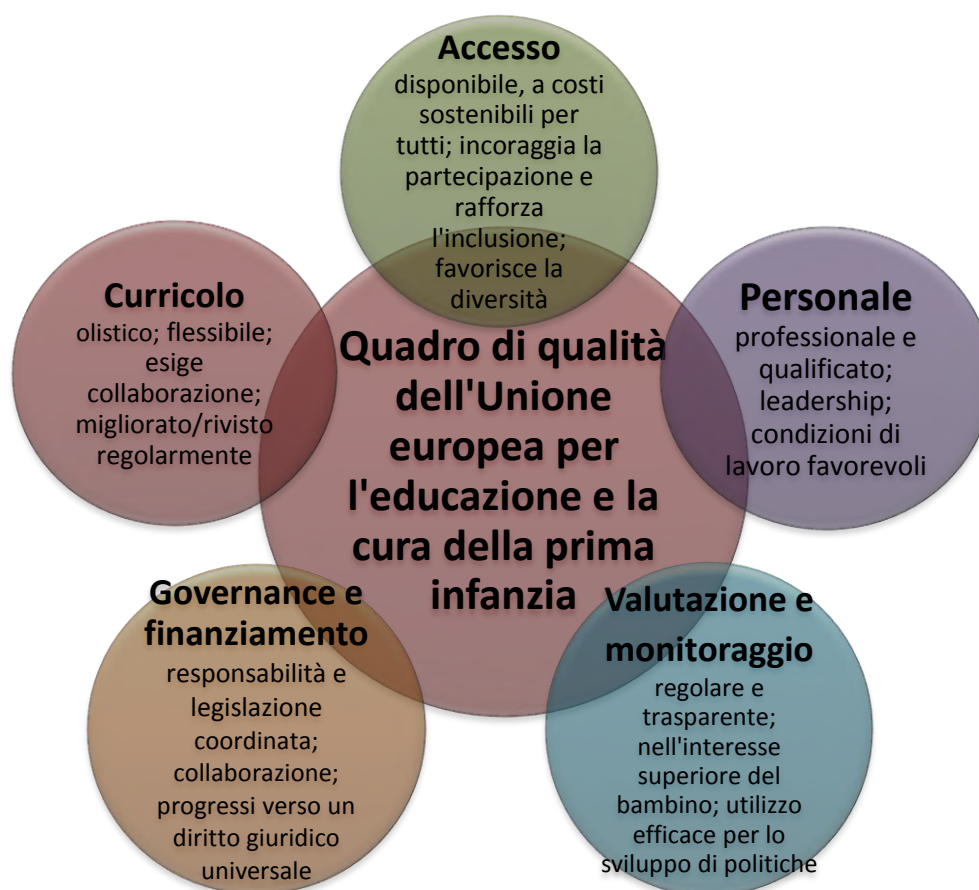 Accesso
disponibile, a costi
sostenibili per
tutti; incoraggia la
partecipazione e
rafforza
l'inclusione;
favorisce la
diversità
Curricolo
olistico; flessibile;
esige
collaborazione;
migliorato/rivisto
regolarmente
Quadro di qualità
dell'Unione
europea per
l'educazione e la
cura della prima
infanzia
Personale
professionale e
qualificato;
leadership;
condizioni di
lavoro favorevoli
Governance e
finanziamento
responsabilità e
legislazione
coordinata;
collaborazione;
progressi verso un
diritto giuridico
universale
Valutazione e
monitoraggio
regolare e
trasparente;
nell'interesse
superiore del
bambino; utilizzo
efficace per lo
sviluppo di politiche